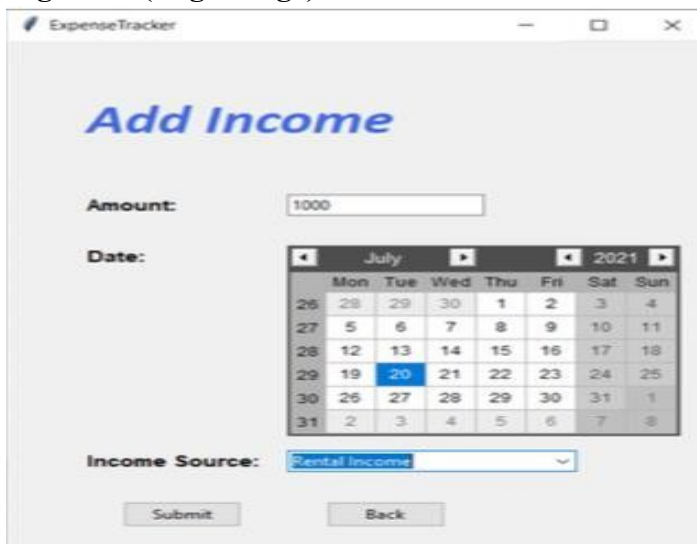 ExpenseTracker
Add Income
Amount: 1000
Date: July 2021
Mon Tue Wed Thu Fri Sat Sun
26 28 29 30 1 2 3 4
27 5 6 7 8 9 10 11
28 12 13 14 15 16 17 18
29 19 20 21 22 23 24 25
30 26 27 28 29 30 31 1
31 2 3 4 5 6 7 8
Income Source: Rental Income
Submit Back